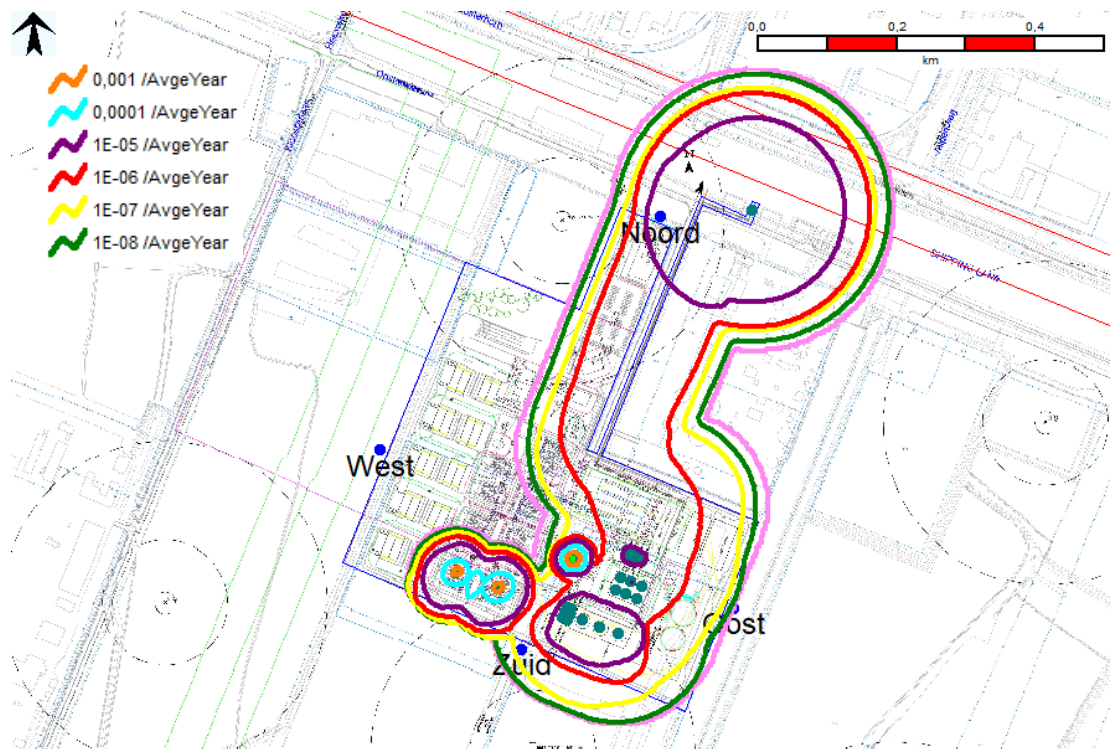 0,0 0,2 0,4
km
0,001 /AvgeYear
0,0001 /AvgeYear
1E-05 /AvgeYear
1E-06 /AvgeYear
1E-07 /AvgeYear
1E-08 /AvgeYear
N
Noord
West
Oost
Zuid